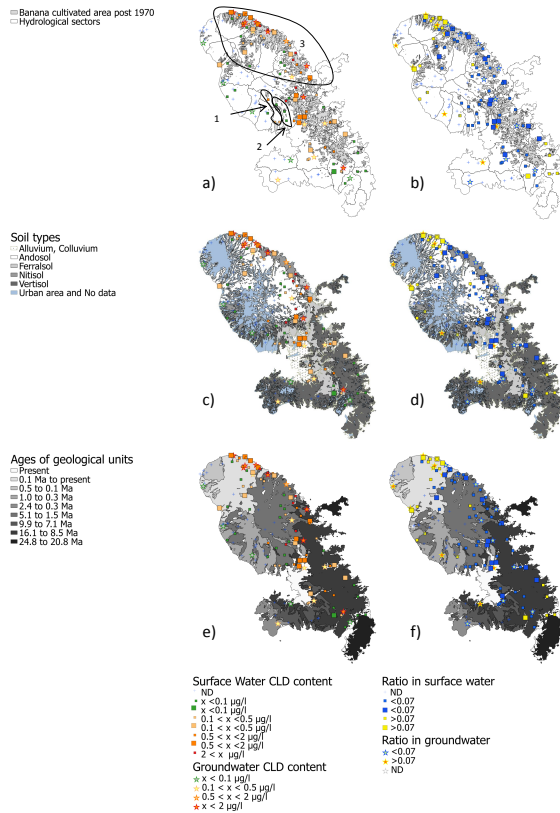 Banana cultivated area post 1970
Hydrological sectors
3
1
2
a)
b)
Soil types
Alluvium, Colluvium
Andosol
Ferralsol
Nitisol
Vertisol
Urban area and No data
c)
d)
Ages of geological units
Present
0.1 Ma to present
0.5 to 0.1 Ma
1.0 to 0.3 Ma
2.4 to 0.3 Ma
5.1 to 1.5 Ma
9.9 to 7.1 Ma
16.1 to 8.5 Ma
24.8 to 20.8 Ma
e)
f)
Surface Water CLD content
ND
x <0.1 µg/l
x <0.1 µg/l
0.1 < x <0.5 µg/l
0.1 < x <0.5 µg/l
0.5 < x <2 µg/l
0.5 < x <2 µg/l
2 < x µg/l
Groundwater CLD content
x < 0.1 µg/l
0.1 < x < 0.5 µg/l
0.5 < x < 2 µg/l
x < 2 µg/l
Ratio in surface water
ND
<0.07
<0.07
>0.07
>0.07
Ratio in groundwater
<0.07
>0.07
ND